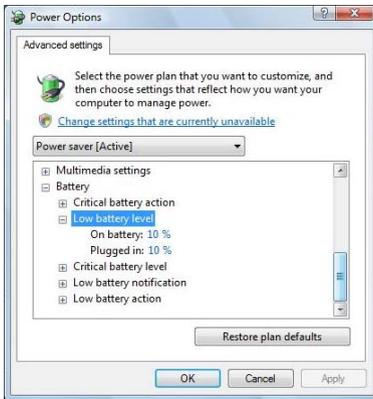 Power Options
Advanced settings
Select the power plan that you want to customize, and
then choose settings that reflect how you want your
computer to manage power.
Change settings that are currently unavailable
Power saver [Active]
Multimedia settings
Battery
Critical battery action
Low battery level
On battery: 10 %
Plugged in: 10 %
Critical battery level
Low battery notification
Low battery action
Restore plan defaults
OK Cancel Apply